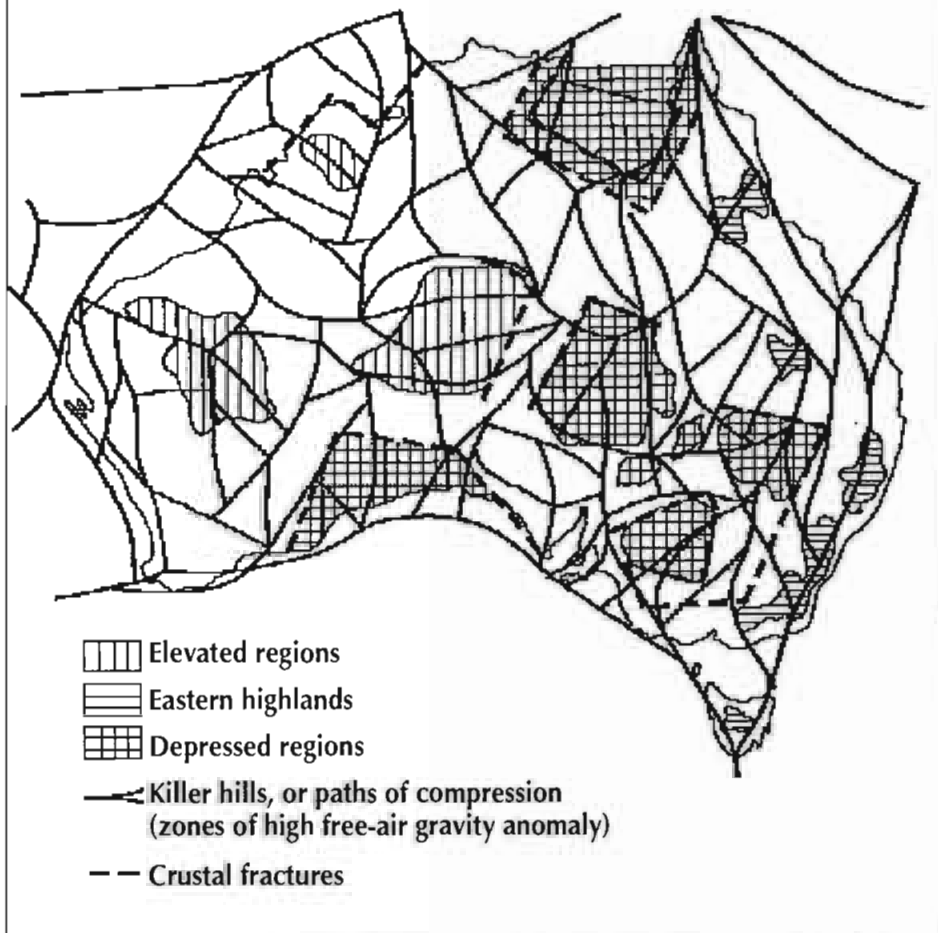 Elevated regions
Eastern highlands
Depressed regions
Killer hills, or paths of compression
(zones of high free-air gravity anomaly)
Crustal fractures